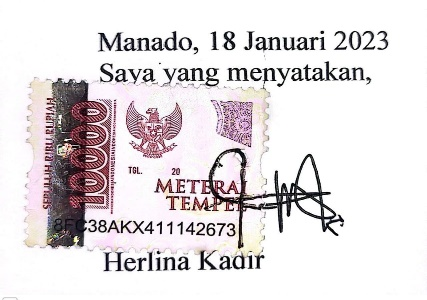 Manado, 18 Januari 2023
Saya yang menyatakan,
SEPULUH RIBU RUPIAH
10000
TGL. 20
METERAI
TEMPEL
8FC38AKX411142673
Herlina Kadir